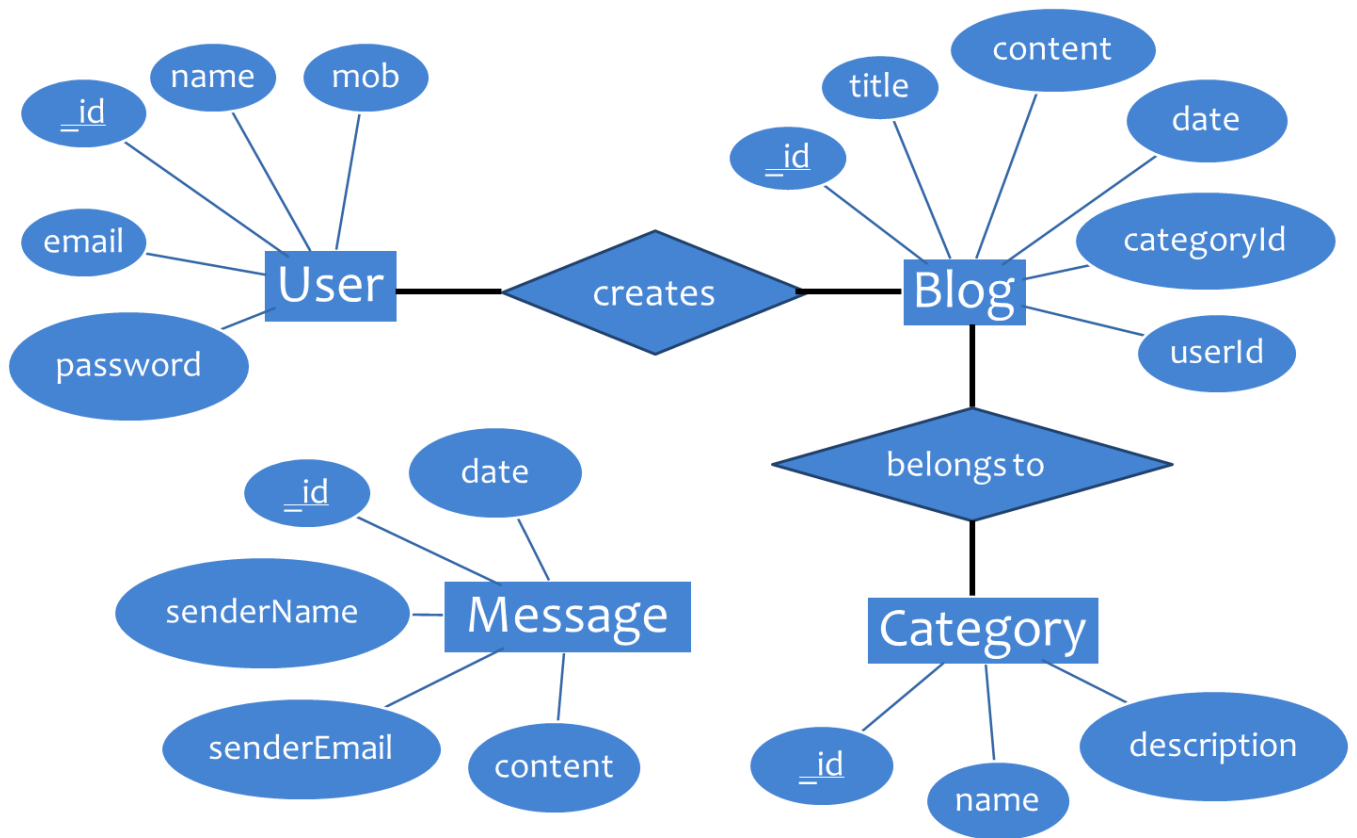 name
mob
_id
email
User
password
creates
content
title
date
_id
categoryId
Blog
userId
belongs to
date
_id
senderName
Message
senderEmail
content
Category
description
_id
name